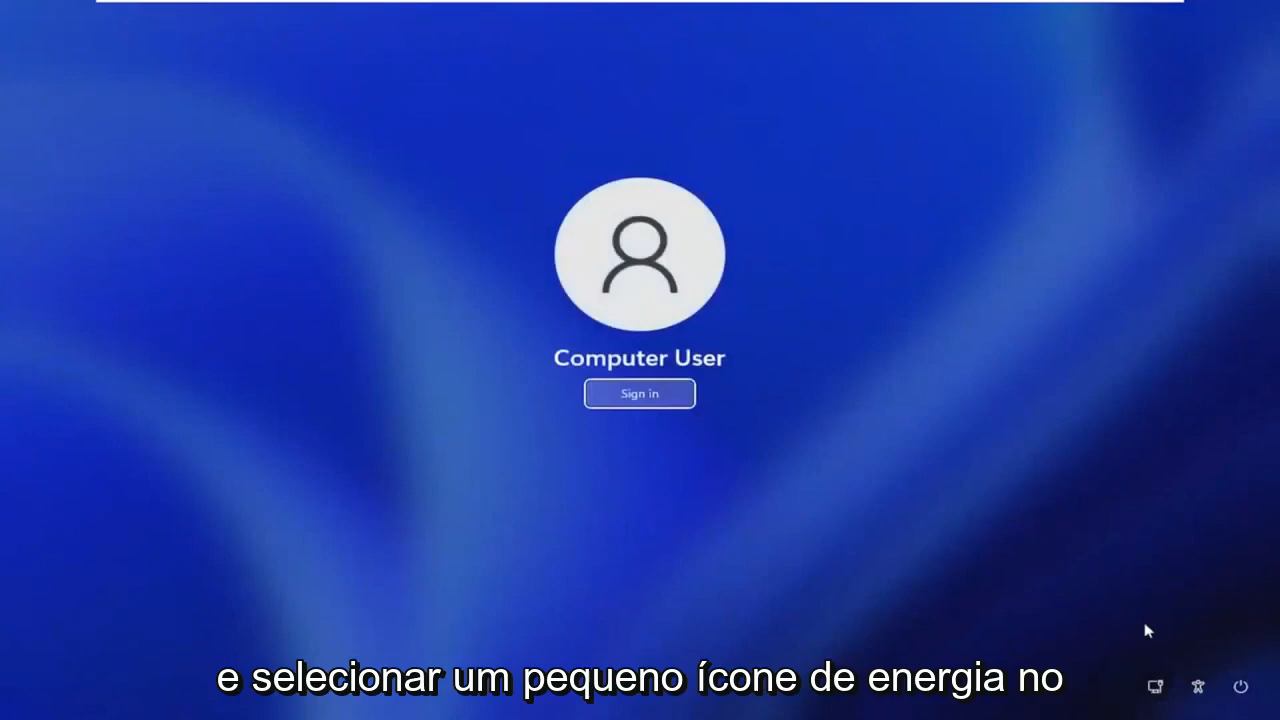 Computer User
Sign in
e selecionar um pequeno ícone de energia no